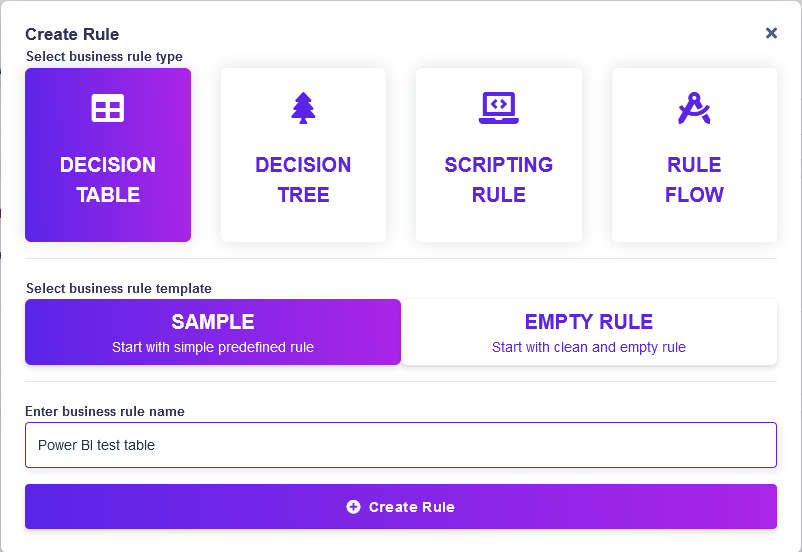 Create Rule
Select business rule type
DECISION
TABLE
DECISION
TREE
SCRIPTING
RULE
RULE
FLOW
Select business rule template
SAMPLE
Start with simple predefined rule
EMPTY RULE
Start with clean and empty rule
Enter business rule name
Power BI test table
Create Rule